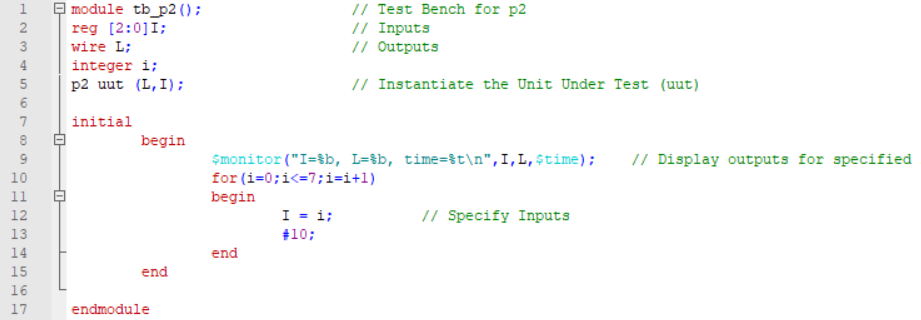 1 module tb_p2(); // Test Bench for p2
2 reg [2:0]I; // Inputs
3 wire L; // Outputs
4 integer i;
5 p2 uut (L,I); // Instantiate the Unit Under Test (uut)
6
7 initial
8 begin
9 $monitor("I=%b, L=%b, time=%t\n",I,L,$time); // Display outputs for specified
10 for(i=0;i<=7;i=i+1)
11 begin
12 I = i; // Specify Inputs
13 #10;
14 end
15 end
16
17 endmodule